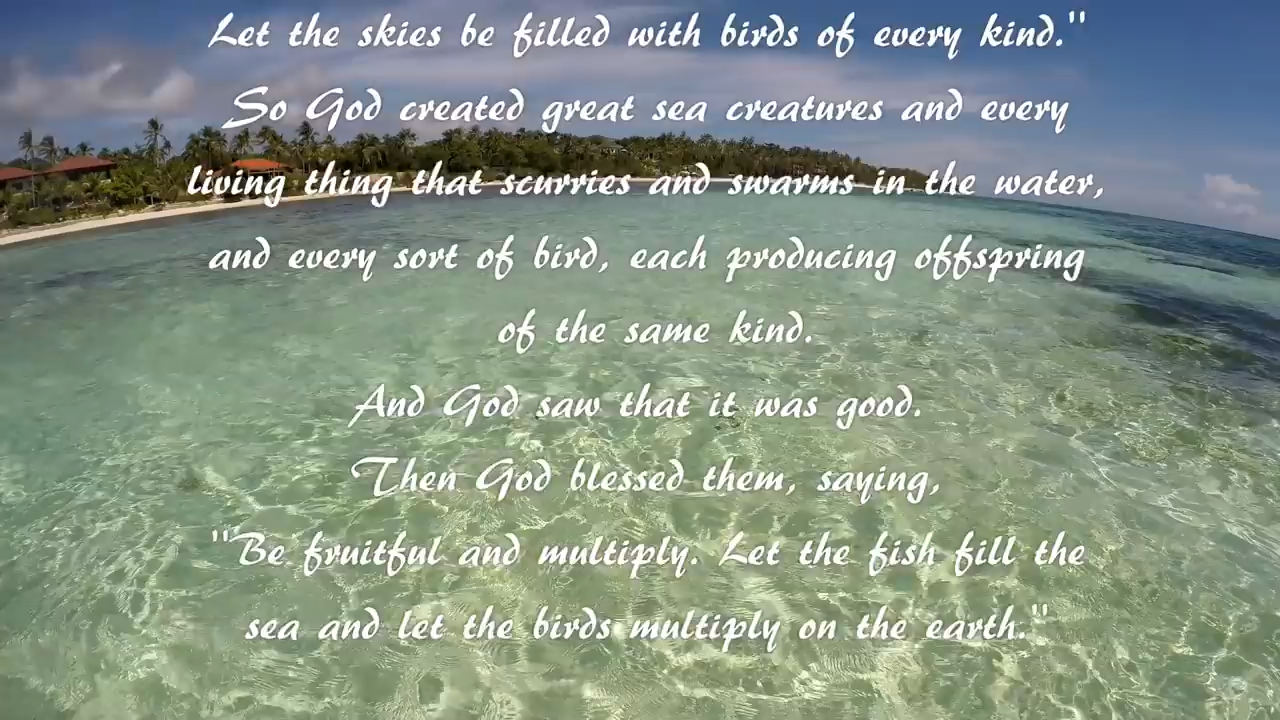 Let the skies be filled with birds of every kind."
So God created great sea creatures and every
living thing that scurries and swarms in the water,
and every sort of bird, each producing offspring
of the same kind.
And God saw that it was good.
Then God blessed them, saying,
"Be fruitful and multiply. Let the fish fill the
sea and let the birds multiply on the earth."